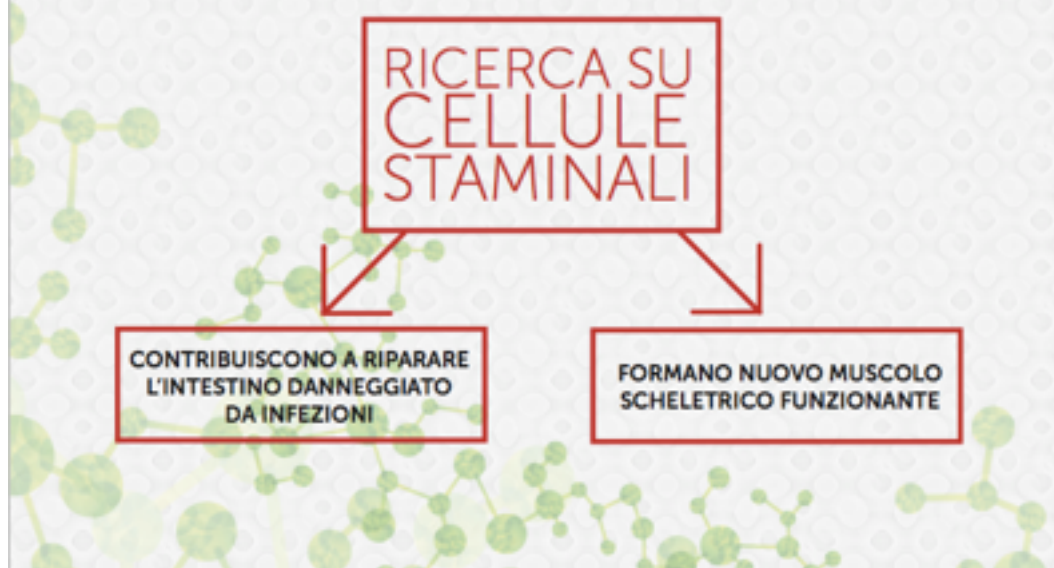 RICERCA SU
CELLULE
STAMINALI
CONTRIBUISCONO A RIPARARE
L'INTESTINO DANNEGGIATO
DA INFEZIONI
FORMANO NUOVO MUSCOLO
SCHELETRICO FUNZIONANTE